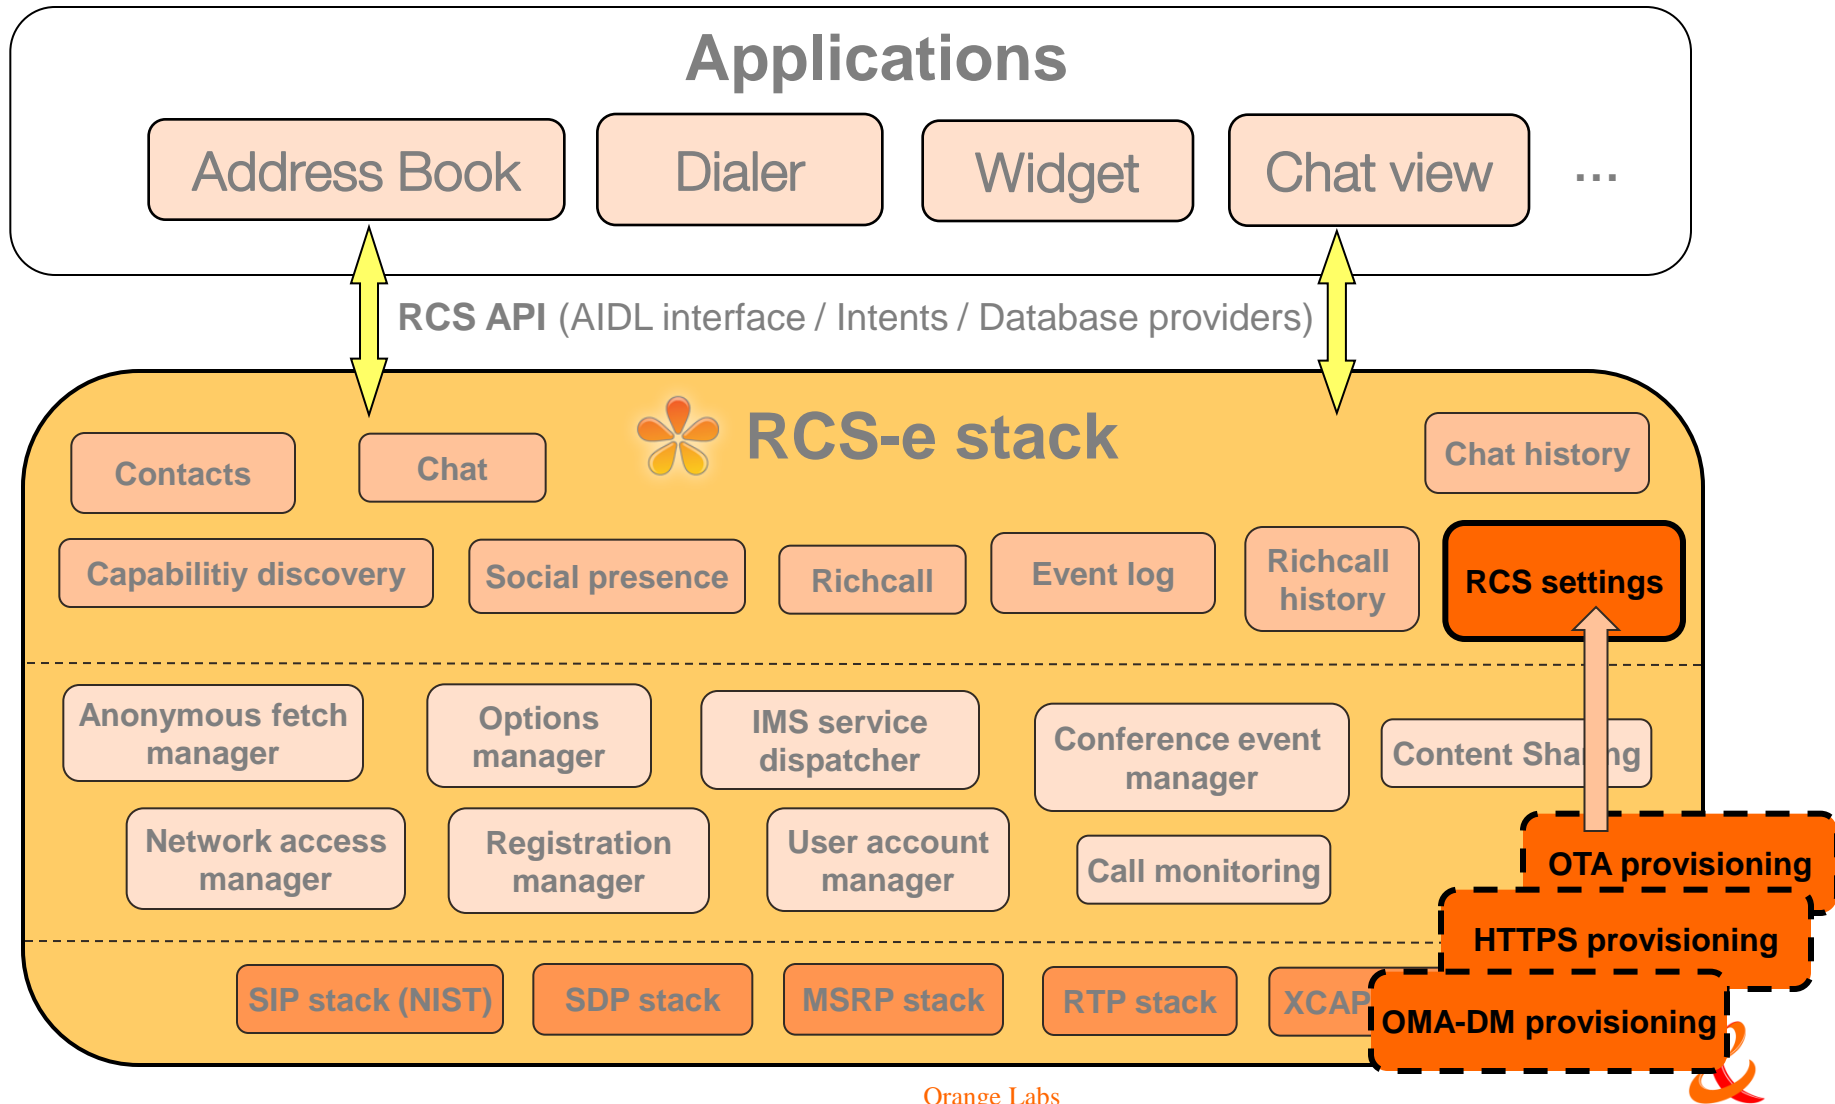 Applications
Address Book
Dialer
Widget
Chat view
...
RCS API (AIDL interface / Intents / Database providers)
RCS-e stack
Contacts
Chat
Chat history
Capabilitiy discovery
Social presence
Richcall
Event log
Richcall
history
RCS settings
Anonymous fetch
manager
Options
manager
IMS service
dispatcher
Conference event
manager
Content Sharing
Network access
manager
Registration
manager
User account
manager
Call monitoring
OTA provisioning
HTTPS provisioning
SIP stack (NIST)
SDP stack
MSRP stack
RTP stack
XCAP
OMA-DM provisioning
Orange Labs